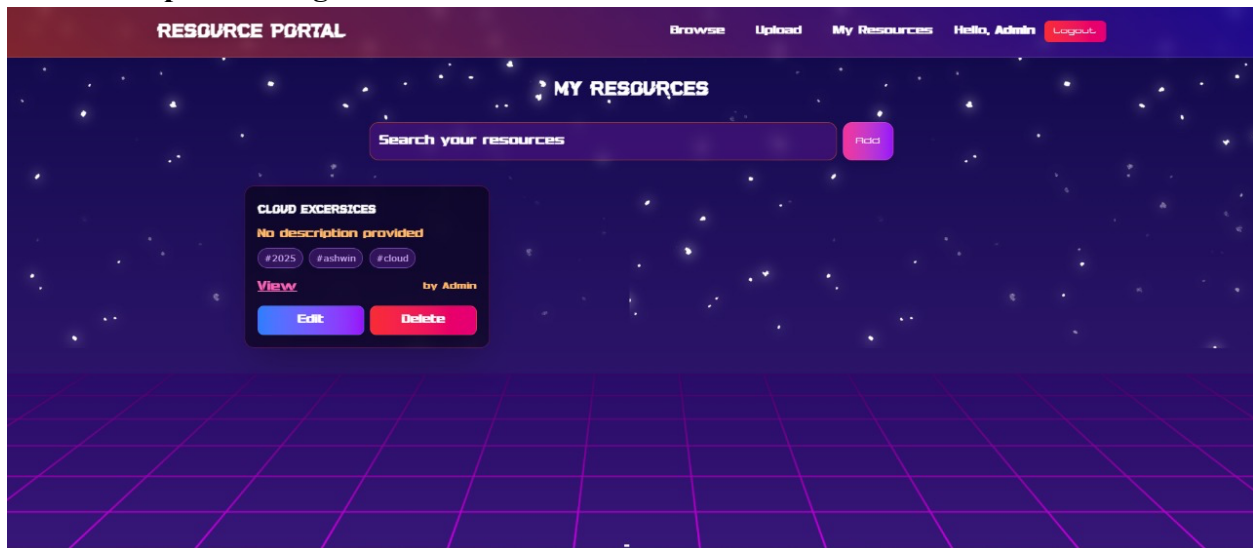 RESOURCE PORTAL
Browse Upload My Resources Hello, Admin Logout
MY RESOURCES
Search your resources Add
CLOUD EXCERSICES
No description provided
#2025 #ashwin #cloud
View by Admin
Edit Delete